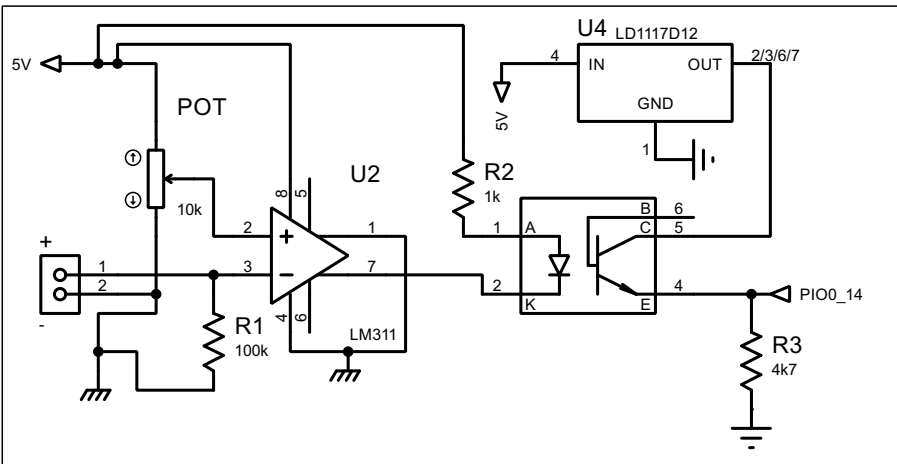 U4 LD1117D12
5V
4 IN OUT 2/3/6/7
GND
5V
1
POT
10k
U2
8 5
2 + 1
3 - 7
4 6
LM311
R1
100k
+
1
2
-
R2
1k
1 A
2 K
B 6
C 5
E 4
PIO0_14
R3
4k7